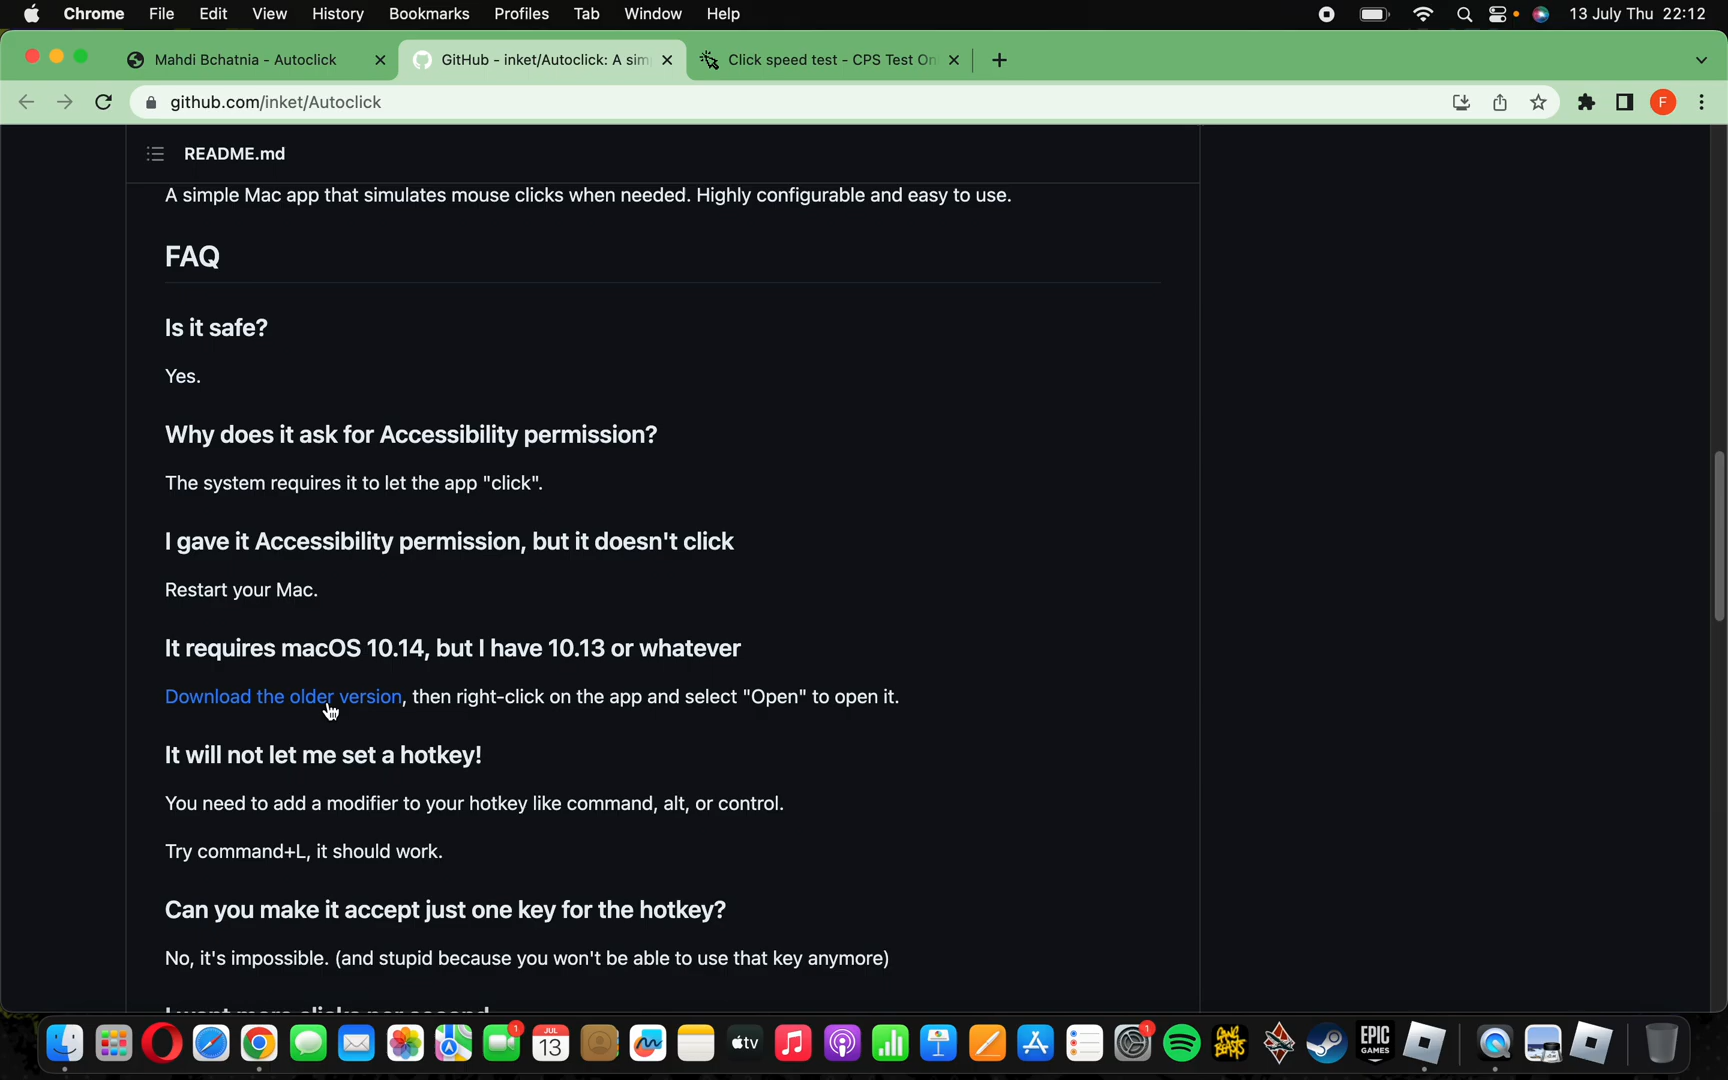 Chrome File Edit View History Bookmarks Profiles Tab Window Help 13 July Thu 22:12
Mahdi Bchatnia - Autoclick GitHub - inket/Autoclick: A sim Click speed test - CPS Test On
github.com/inket/Autoclick F
README.md
A simple Mac app that simulates mouse clicks when needed. Highly configurable and easy to use.
FAQ
Is it safe?
Yes.
Why does it ask for Accessibility permission?
The system requires it to let the app "click".
I gave it Accessibility permission, but it doesn't click
Restart your Mac.
It requires macOS 10.14, but I have 10.13 or whatever
Download the older version, then right-click on the app and select "Open" to open it.
It will not let me set a hotkey!
You need to add a modifier to your hotkey like command, alt, or control.
Try command+L, it should work.
Can you make it accept just one key for the hotkey?
No, it's impossible. (and stupid because you won't be able to use that key anymore)
1 JUL 13 tv 1 EPIC GAMES